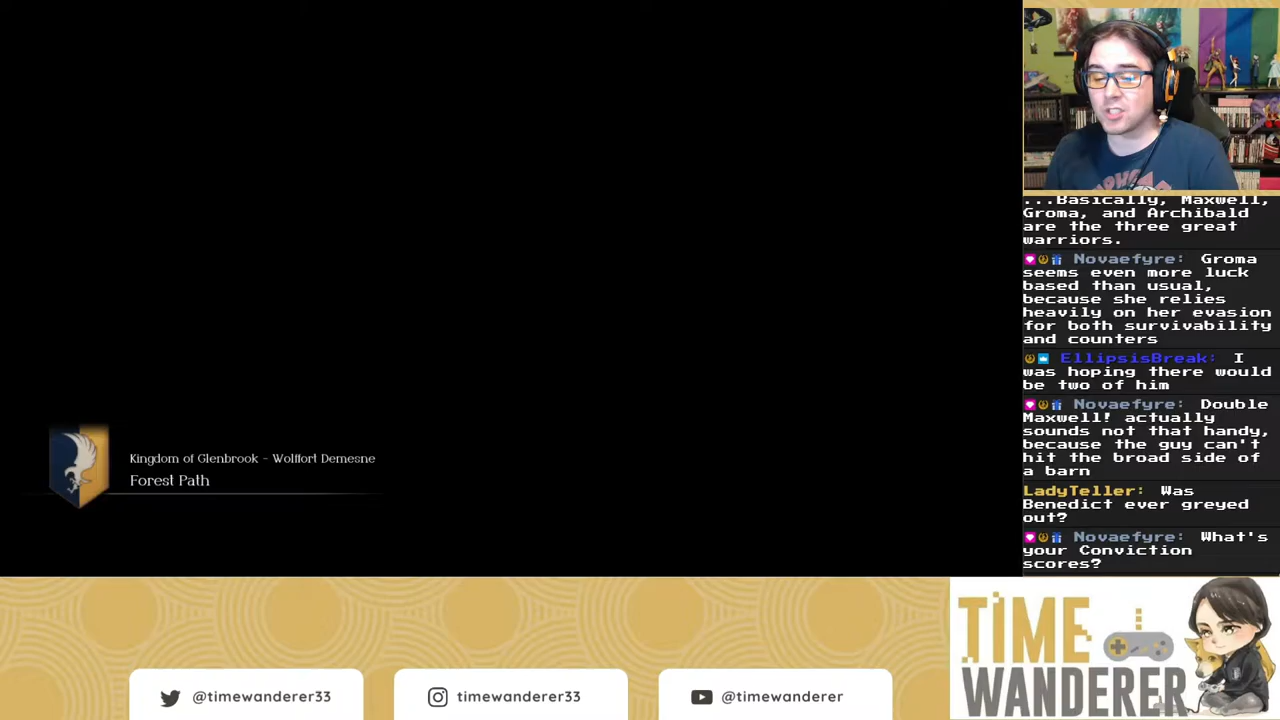 Kingdom of Glenbrook - Wolffort Demesne
Forest Path
...Basically, Maxwell,
Groma, and Archibald
are the three great
warriors.
Novaefyre: Groma
seems even more luck
based than usual,
because she relies
heavily on her evasion
for both survivability
and counters
EllipsisBreak: I
was hoping there would
be two of him
Novaefyre: Double
Maxwell! actually
sounds not that handy,
because the guy can't
hit the broad side of
a barn
LadyTeller: Was
Benedict ever greyed
out?
Novaefyre: What's
your Conviction
scores?
@timewanderer33
timewanderer33
@timewanderer
TIME
WANDERER